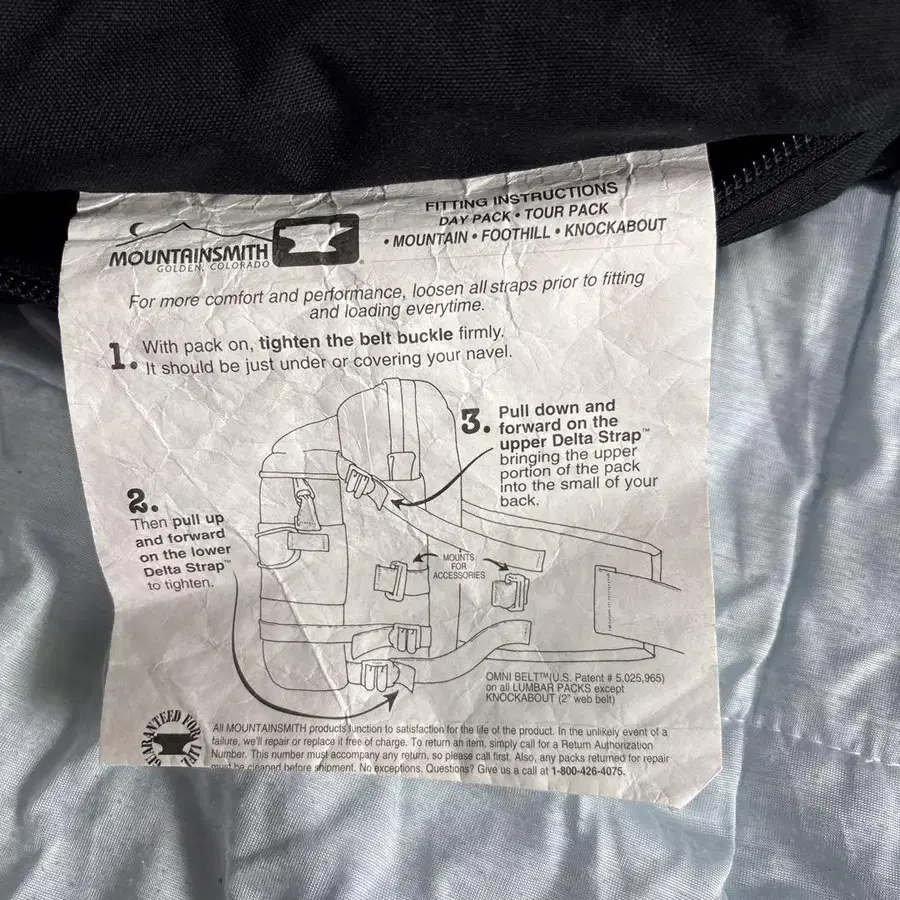 MOUNTAINSMITH®
GOLDEN, COLORADO
FITTING INSTRUCTIONS
DAY PACK • TOUR PACK
• MOUNTAIN • FOOTHILL • KNOCKABOUT
For more comfort and performance, loosen all straps prior to fitting
and loading everytime.
1. With pack on, tighten the belt buckle firmly.
It should be just under or covering your navel.
3. Pull down and
forward on the
upper Delta Strap™
bringing the upper
portion of the pack
into the small of your
back.
2.
Then pull up
and forward
on the lower
Delta Strap™
to tighten.
MOUNTS
FOR
ACCESSORIES
OMNI BELT™(U.S. Patent # 5,025,965)
on all LUMBAR PACKS except
KNOCKABOUT (2" web belt)
GUARANTEED FOR LIFE
All MOUNTAINSMITH products function to satisfaction for the life of the product. In the unlikely event of a
failure, we'll repair or replace it free of charge. To return an item, simply call for a Return Authorization
Number. This number must accompany any return, so please call first. Also, any packs returned for repair
must be cleaned before shipment. No exceptions. Questions? Give us a call at 1-800-426-4075.